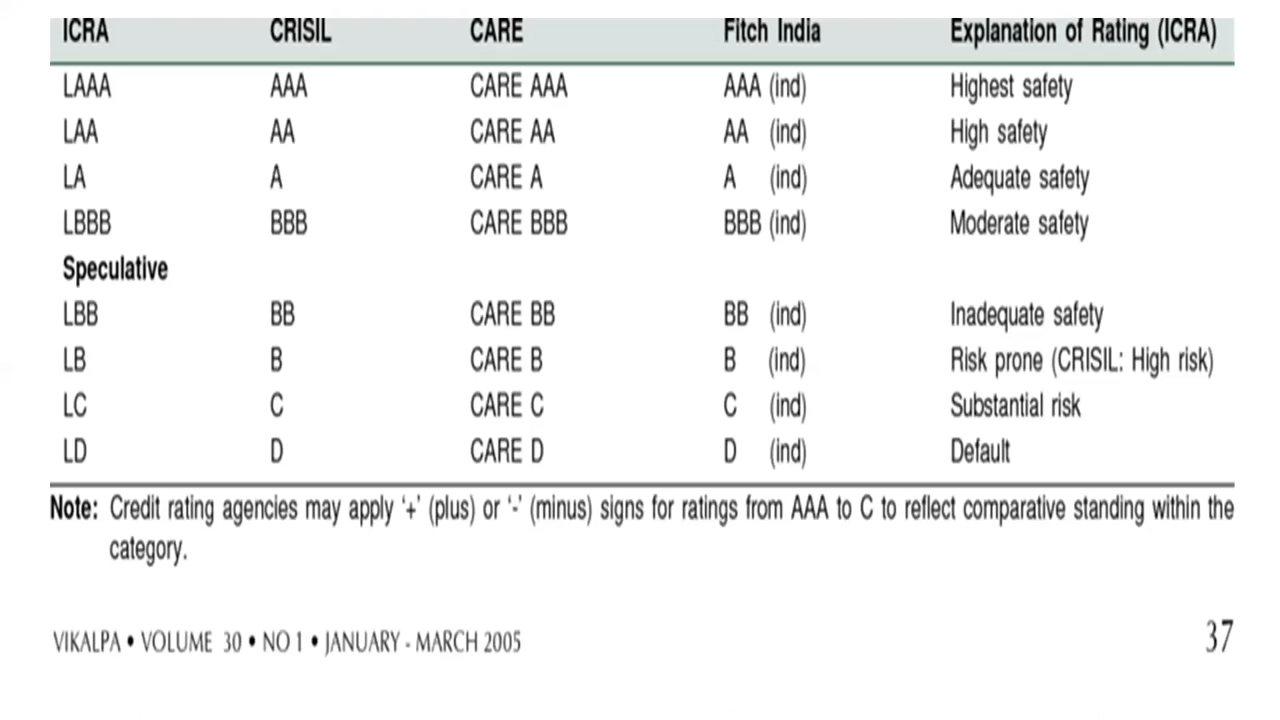 ICRA CRISIL CARE Fitch India Explanation of Rating (ICRA)
LAAA AAA CARE AAA AAA (ind) Highest safety
LAA AA CARE AA AA (ind) High safety
LA A CARE A A (ind) Adequate safety
LBBB BBB CARE BBB BBB (ind) Moderate safety
Speculative
LBB BB CARE BB BB (ind) Inadequate safety
LB B CARE B B (ind) Risk prone (CRISIL: High risk)
LC C CARE C C (ind) Substantial risk
LD D CARE D D (ind) Default
Note: Credit rating agencies may apply ‘+’ (plus) or ‘-’ (minus) signs for ratings from AAA to C to reflect comparative standing within the
category.
VIKALPA • VOLUME 30 • NO 1 • JANUARY - MARCH 2005 37